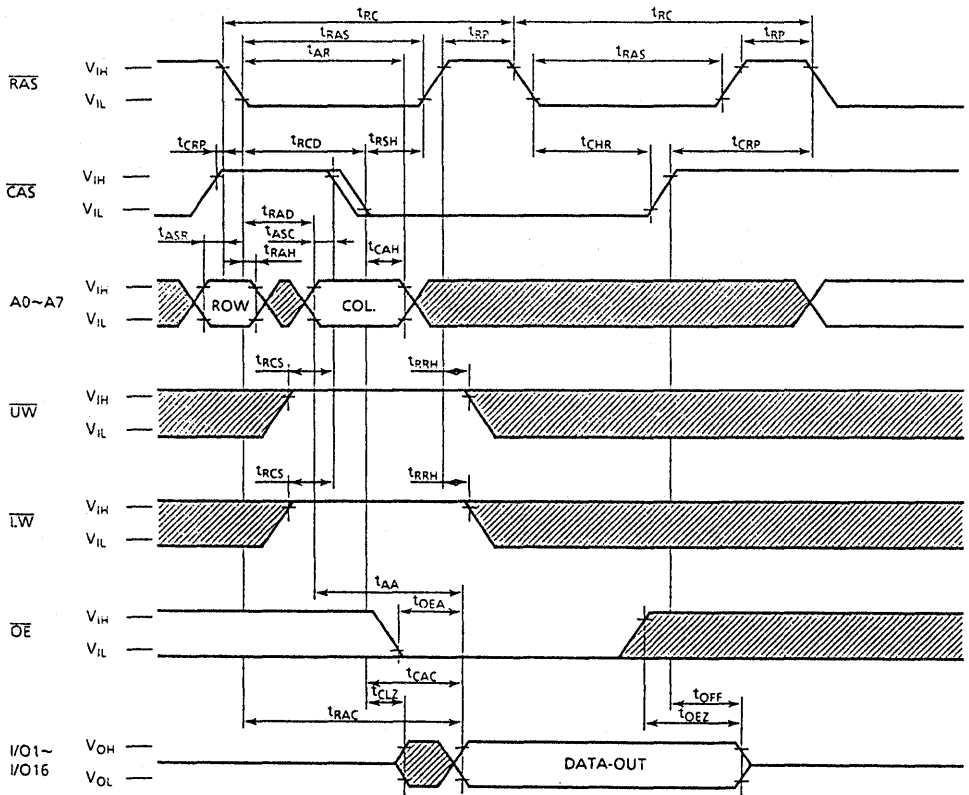 tRC tRC
tRAS tRP tRP
tAR tRAS
RAS VIH
VIL
tCRP tRCD tRSH tCHR tCRP
CAS VIH
VIL
tRAD
tASR tASC
tRAH tCAH
A0~A7 VIH
ROW COL.
VIL
tRCS tRRH
UW VIH
VIL
tRCS tRRH
LW VIH
VIL
tAA
tOEA
OE VIH
VIL
tCAC
tCLZ tOFF
tRAC tOEZ
I/O1~
I/O16
VOH
DATA-OUT
VOL